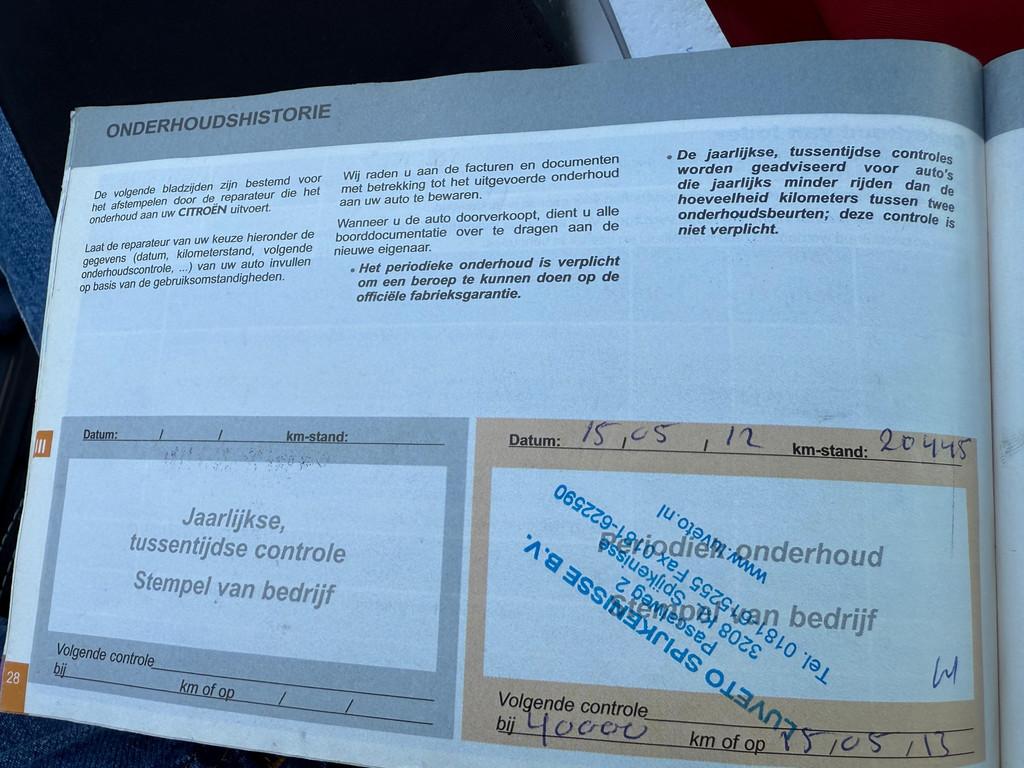 ONDERHOUDSHISTORIE
De volgende bladzijden zijn bestemd voor
het afstempelen door de reparateur die het
onderhoud aan uw CITROËN uitvoert.
Laat de reparateur van uw keuze hieronder de
gegevens (datum, kilometerstand, volgende
onderhoudscontrole, ...) van uw auto invullen
op basis van de gebruiksomstandigheden.
Wij raden u aan de facturen en documenten
met betrekking tot het uitgevoerde onderhoud
aan uw auto te bewaren.
Wanneer u de auto doorverkoopt, dient u alle
boorddocumentatie over te dragen aan de
nieuwe eigenaar.
• Het periodieke onderhoud is verplicht
om een beroep te kunnen doen op de
officiële fabrieksgarantie.
• De jaarlijkse, tussentijdse controles
worden geadviseerd voor auto's
die jaarlijks minder rijden dan de
hoeveelheid kilometers tussen twee
onderhoudsbeurten; deze controle is
niet verplicht.
III
Datum: / / km-stand:
Jaarlijkse,
tussentijdse controle
Stempel van bedrijf
Volgende controle
bij km of op / /
28
Datum: 15,05,12 km-stand: 20445
Periodiek onderhoud
Stempel van bedrijf
LUVETO SPIJKENISSE B.V.
Pascalweg 2
3208 Spijkenisse
Tel. 0181-615255 Fax 0181-622590
www.luveto.nl
Volgende controle
bij 40000 km of op 15,05,13